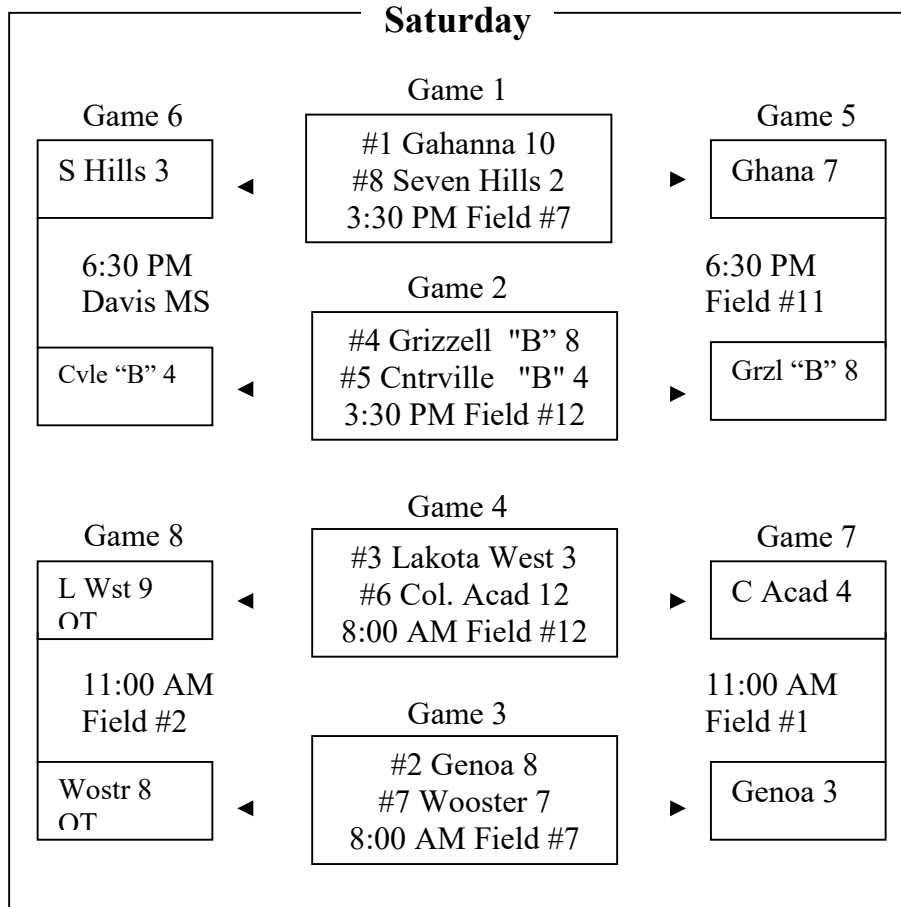 Saturday
Game 1
Game 6
Game 5
#1 Gahanna 10
#8 Seven Hills 2
3:30 PM Field #7
S Hills 3
Ghana 7
6:30 PM
Davis MS
6:30 PM
Field #11
Game 2
#4 Grizzell "B” 8
#5 Cntrville "B" 4
3:30 PM Field #12
Cvle “B” 4
Grzl “B” 8
Game 4
Game 8
Game 7
#3 Lakota West 3
#6 Col. Acad 12
8:00 AM Field #12
L Wst 9
OT
C Acad 4
11:00 AM
Field #2
11:00 AM
Field #1
Game 3
#2 Genoa 8
#7 Wooster 7
8:00 AM Field #7
Wostr 8
OT
Genoa 3